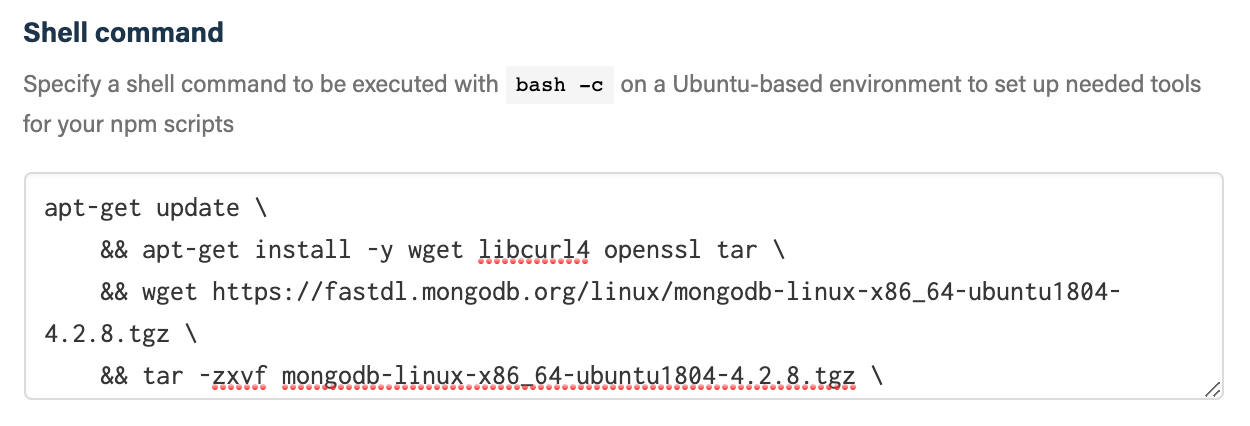 Shell command
Specify a shell command to be executed with bash -c on a Ubuntu-based environment to set up needed tools
for your npm scripts
apt-get update \
    && apt-get install -y wget libcurl4 openssl tar \
    && wget https://fastdl.mongodb.org/linux/mongodb-linux-x86_64-ubuntu1804-
4.2.8.tgz \
    && tar -zxvf mongodb-linux-x86_64-ubuntu1804-4.2.8.tgz \